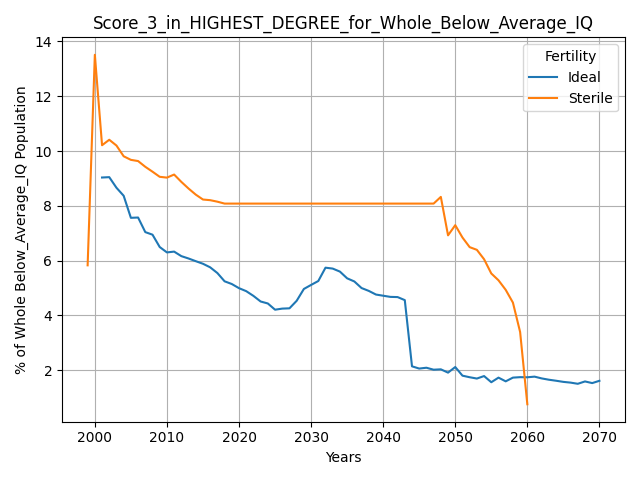 Score_3_in_HIGHEST_DEGREE_for_Whole_Below_Average_IQ
% of Whole Below_Average_IQ Population
14
12
10
8
6
4
2
Fertility
Ideal
Sterile
2000 2010 2020 2030 2040 2050 2060 2070
Years